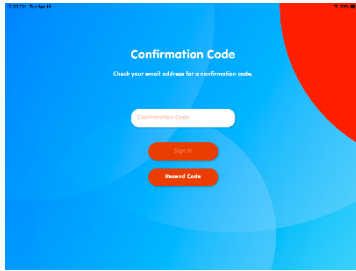 Confirmation Code
Check your email address for a confirmation code.
Confirmation Code
Sign In
Resend Code